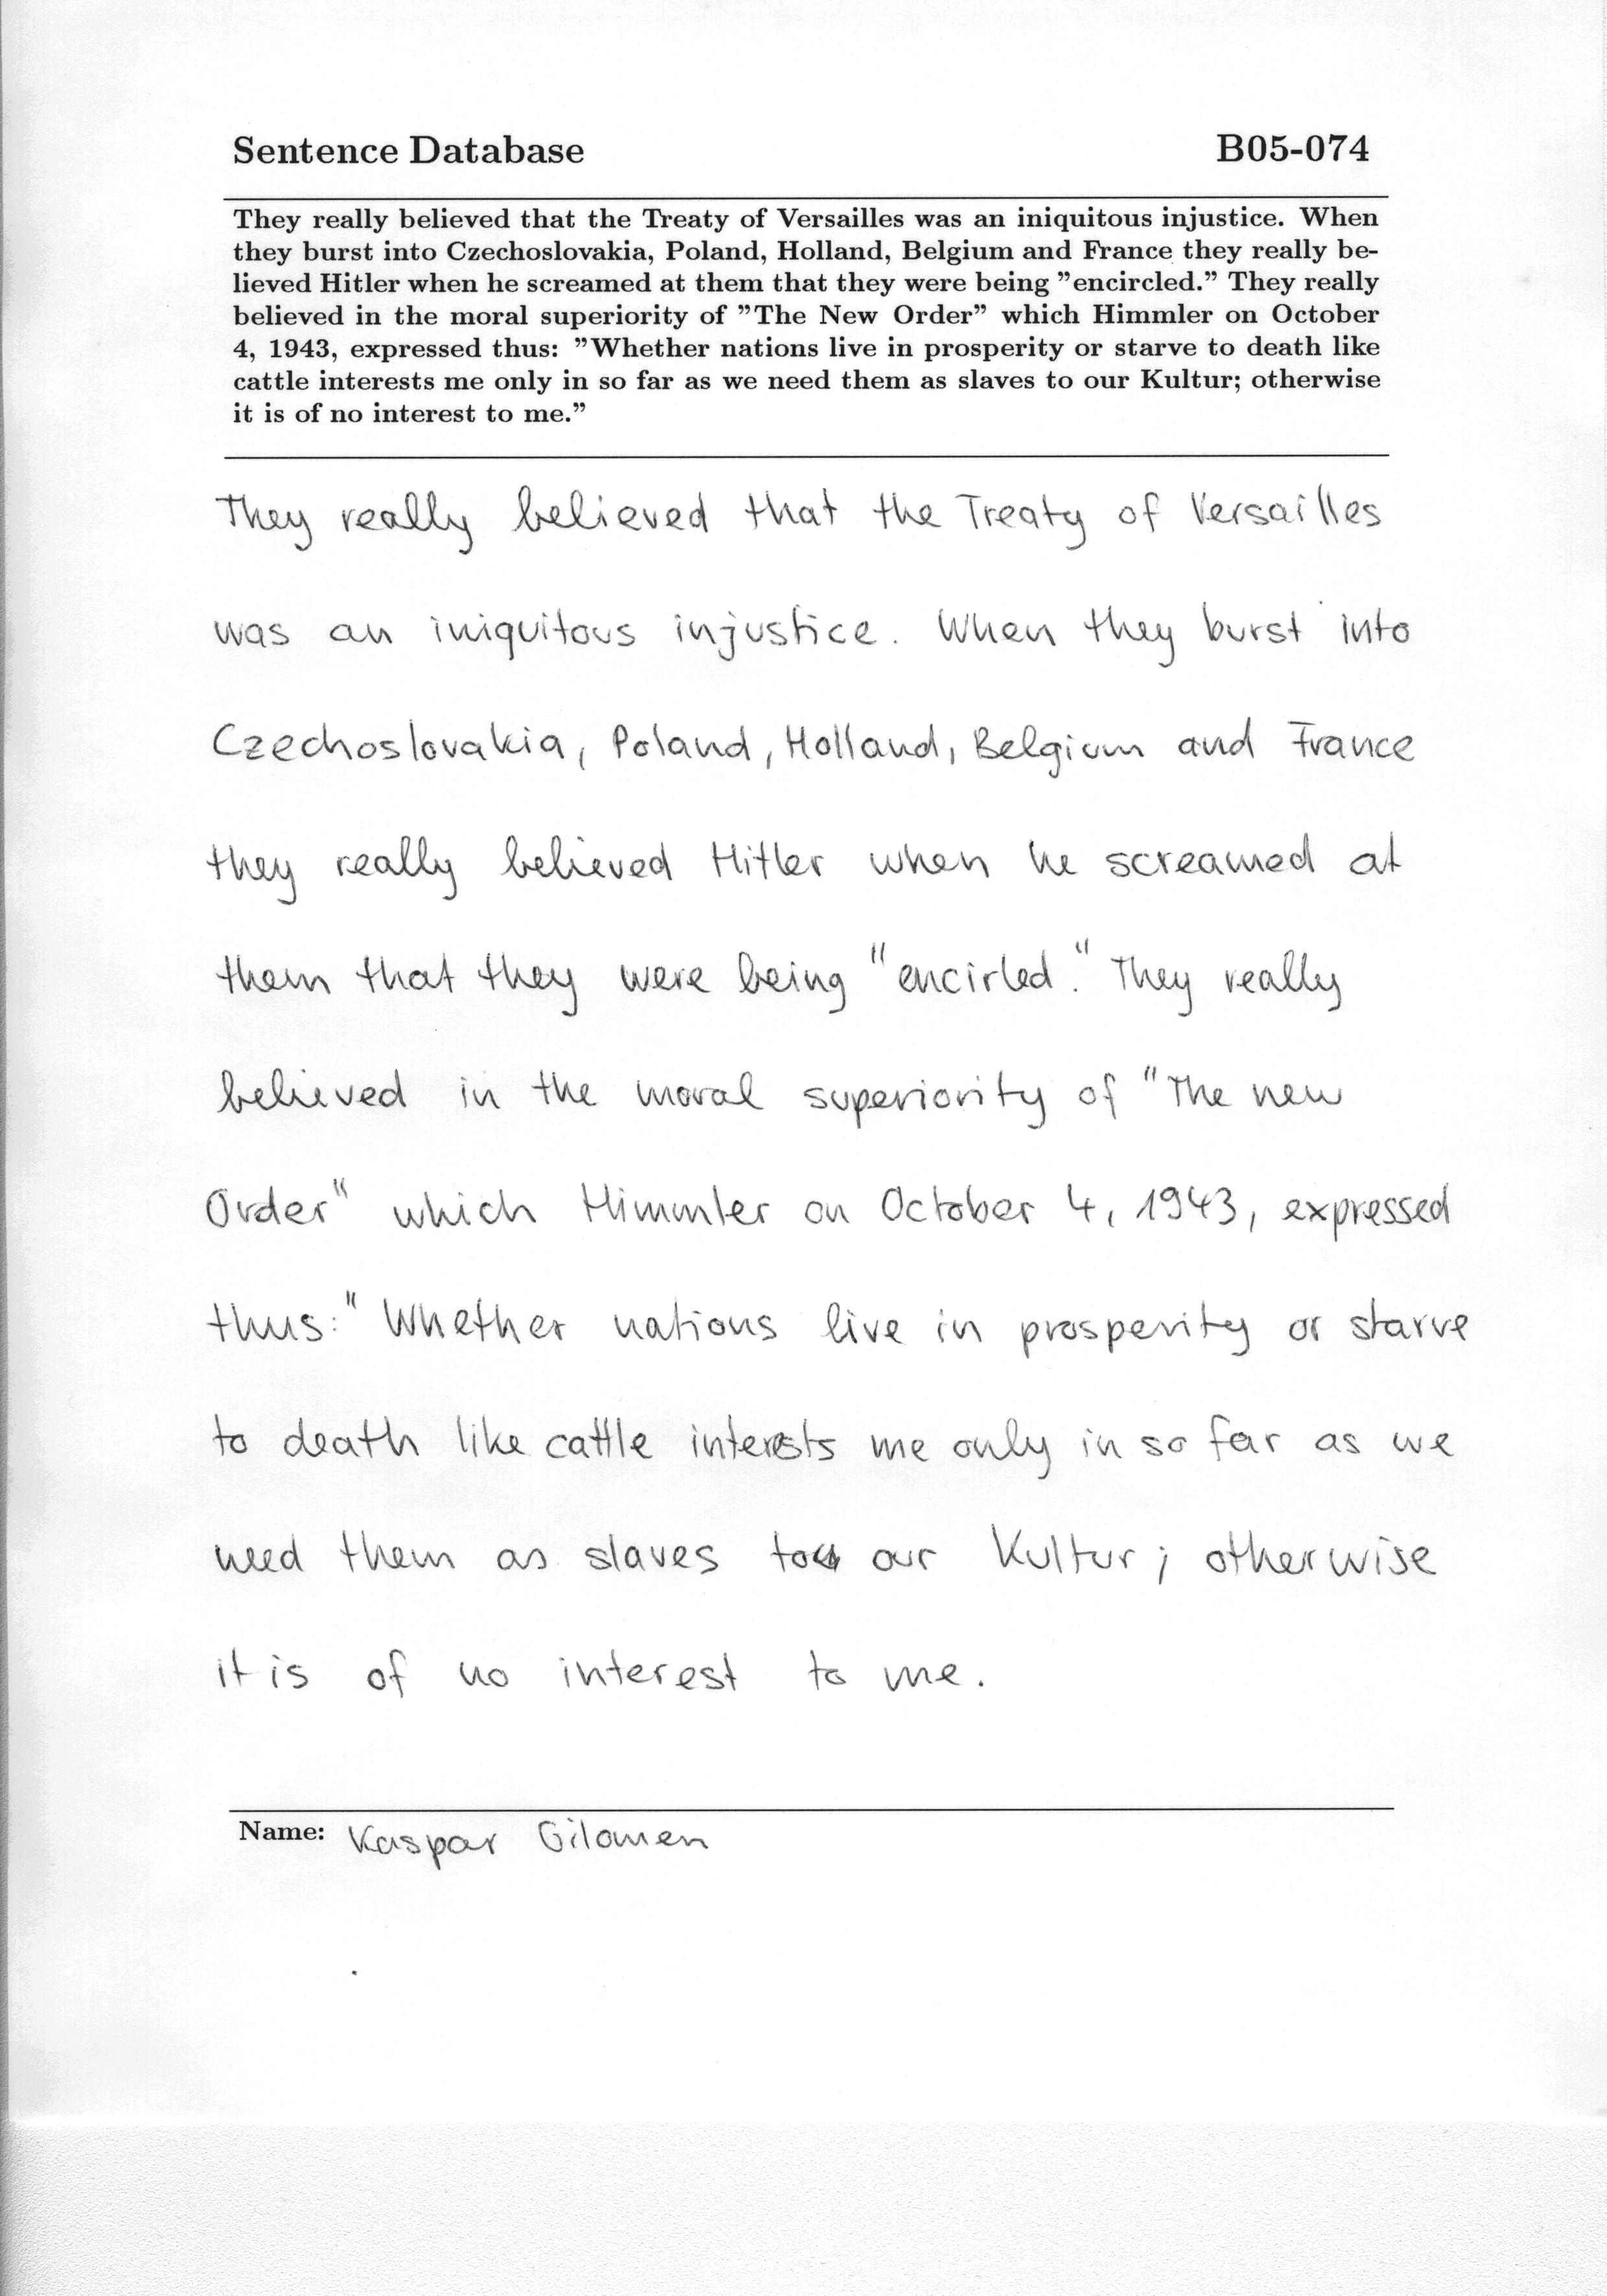 Sentence Database B05-074
They really believed that the Treaty of Versailles was an iniquitous injustice. When
they burst into Czechoslovakia, Poland, Holland, Belgium and France they really be-
lieved Hitler when he screamed at them that they were being ”encircled.” They really
believed in the moral superiority of ”The New Order” which Himmler on October
4, 1943, expressed thus: ”Whether nations live in prosperity or starve to death like
cattle interests me only in so far as we need them as slaves to our Kultur; otherwise
it is of no interest to me.”
They really believed that the Treaty of Versailles
was an iniquitous injustice. When they burst into
Czechoslovakia, Poland, Holland, Belgium and France
they really believed Hitler when he screamed at
them that they were being "encirled." They really
believed in the moral superiority of "The new
Order" which Himmler on October 4, 1943, expressed
thus:" Whether nations live in prosperity or starve
to death like cattle interests me only in so far as we
need them as slaves to our Kultur; otherwise
it is of no interest to me.
Name: Kaspar Gilomen